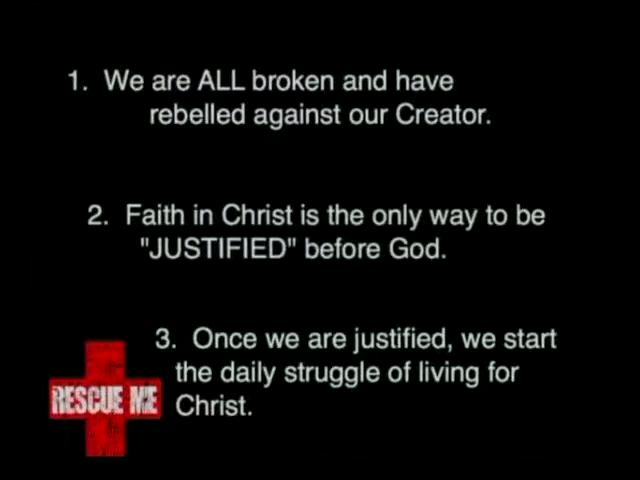 1. We are ALL broken and have
rebelled against our Creator.
2. Faith in Christ is the only way to be
"JUSTIFIED" before God.
3. Once we are justified, we start
the daily struggle of living for
Christ.
RESCUE ME